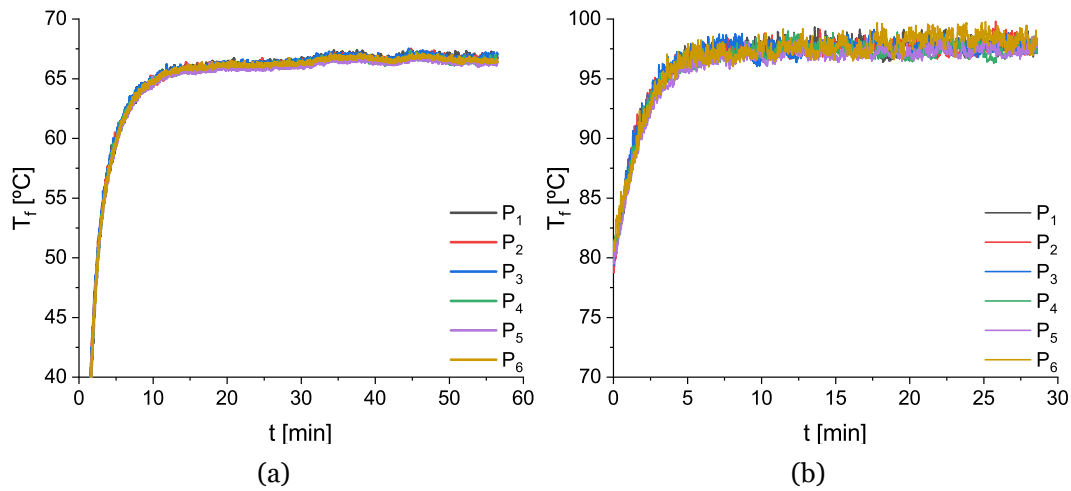 70
65
60
55
50
45
40
T_f [ºC]
0 10 20 30 40 50 60
t [min]
P_1
P_2
P_3
P_4
P_5
P_6
(a)
100
95
90
85
80
75
70
T_f [ºC]
0 5 10 15 20 25 30
t [min]
P_1
P_2
P_3
P_4
P_5
P_6
(b)